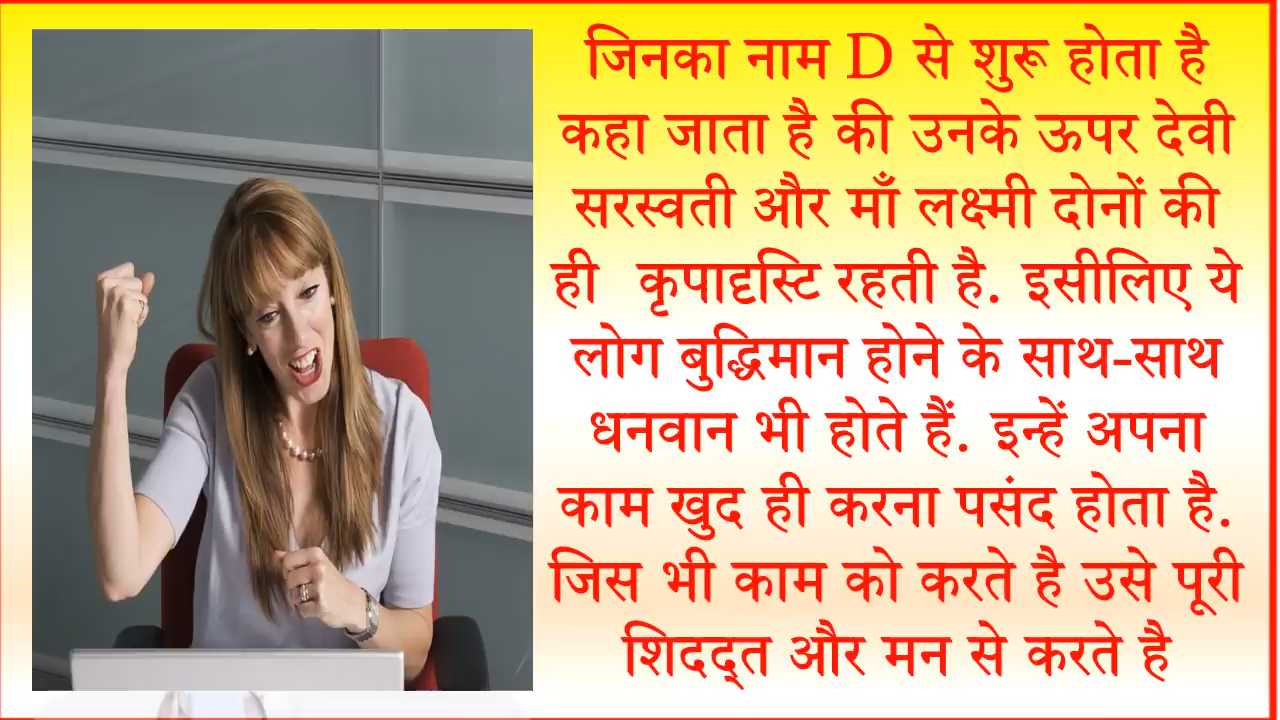 जिनका नाम D से शुरू होता है
कहा जाता है की उनके ऊपर देवी
सरस्वती और माँ लक्ष्मी दोनों की
ही कृपादृस्टि रहती है. इसीलिए ये
लोग बुद्धिमान होने के साथ-साथ
धनवान भी होते हैं. इन्हें अपना
काम खुद ही करना पसंद होता है.
जिस भी काम को करते है उसे पूरी
शिदद्त और मन से करते है